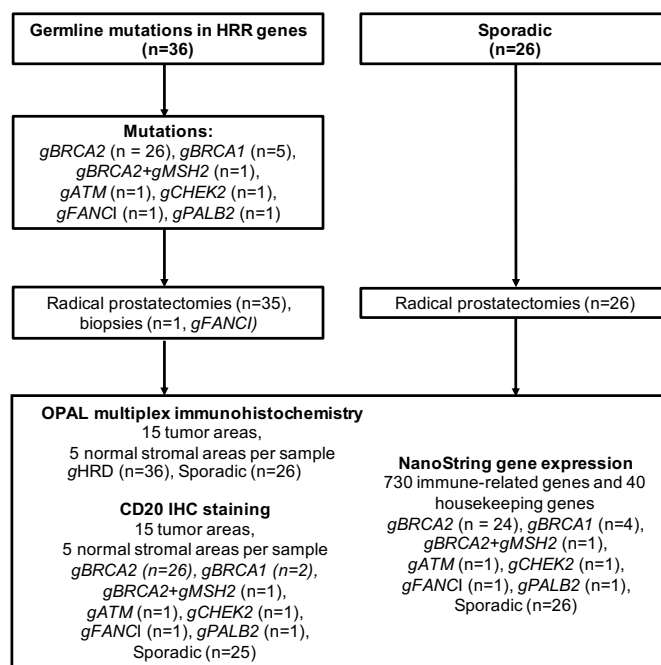 Germline mutations in HRR genes
(n=36)
Sporadic
(n=26)
Mutations:
gBRCA2 (n = 26), gBRCA1 (n=5),
gBRCA2+gMSH2 (n=1),
gATM (n=1), gCHEK2 (n=1),
gFANCI (n=1), gPALB2 (n=1)
Radical prostatectomies (n=35),
biopsies (n=1, gFANCI)
Radical prostatectomies (n=26)
OPAL multiplex immunohistochemistry
15 tumor areas,
5 normal stromal areas per sample
gHRD (n=36), Sporadic (n=26)
CD20 IHC staining
15 tumor areas,
5 normal stromal areas per sample
gBRCA2 (n=26), gBRCA1 (n=2),
gBRCA2+gMSH2 (n=1),
gATM (n=1), gCHEK2 (n=1),
gFANCI (n=1), gPALB2 (n=1),
Sporadic (n=25)
NanoString gene expression
730 immune-related genes and 40
housekeeping genes
gBRCA2 (n = 24), gBRCA1 (n=4),
gBRCA2+gMSH2 (n=1),
gATM (n=1), gCHEK2 (n=1),
gFANCI (n=1), gPALB2 (n=1),
Sporadic (n=26)